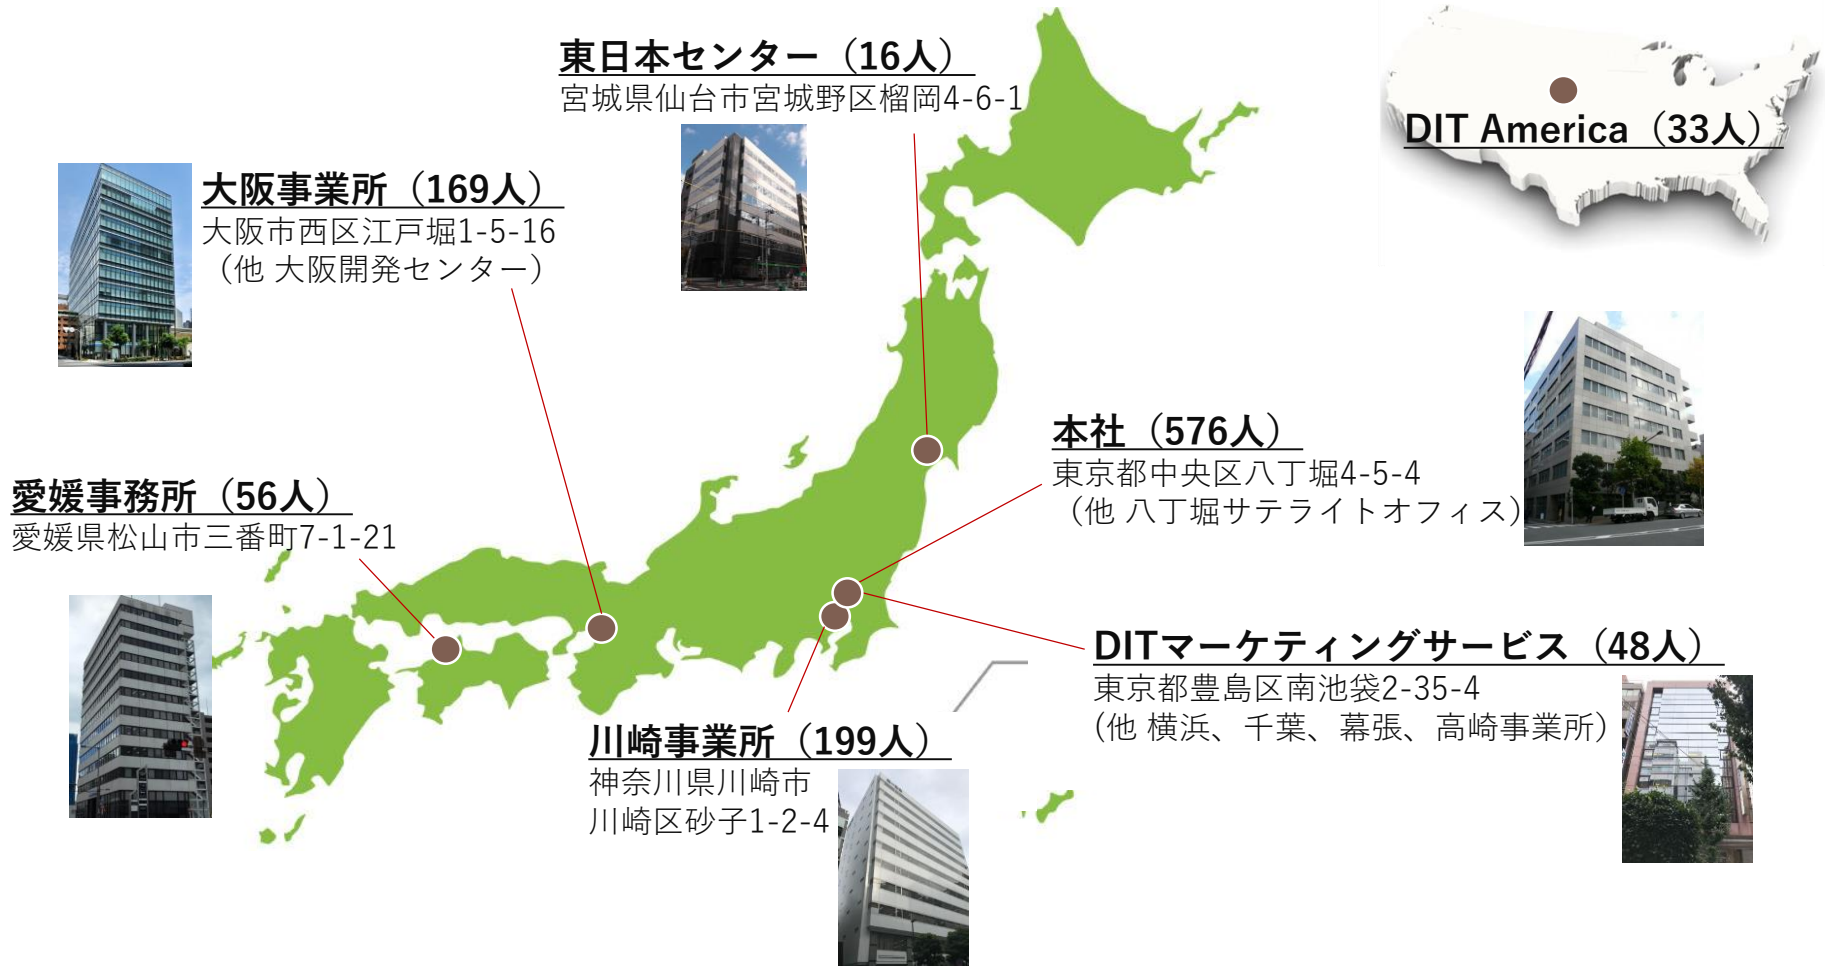 東日本センター（16人）
宮城県仙台市宮城野区榴岡4-6-1
DIT America（33人）
大阪事業所（169人）
大阪市西区江戸堀1-5-16
（他 大阪開発センター）
本社（576人）
東京都中央区八丁堀4-5-4
（他 八丁堀サテライトオフィス）
愛媛事務所（56人）
愛媛県松山市三番町7-1-21
DITマーケティングサービス（48人）
東京都豊島区南池袋2-35-4
(他 横浜、千葉、幕張、高崎事業所）
川崎事業所（199人）
神奈川県川崎市
川崎区砂子1-2-4